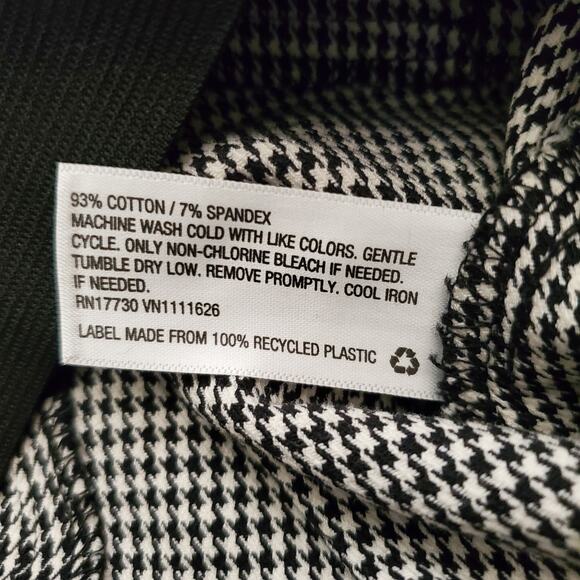 93% COTTON / 7% SPANDEX
MACHINE WASH COLD WITH LIKE COLORS. GENTLE
CYCLE. ONLY NON-CHLORINE BLEACH IF NEEDED.
TUMBLE DRY LOW. REMOVE PROMPTLY. COOL IRON
IF NEEDED.
RN17730 VN1111626
LABEL MADE FROM 100% RECYCLED PLASTIC